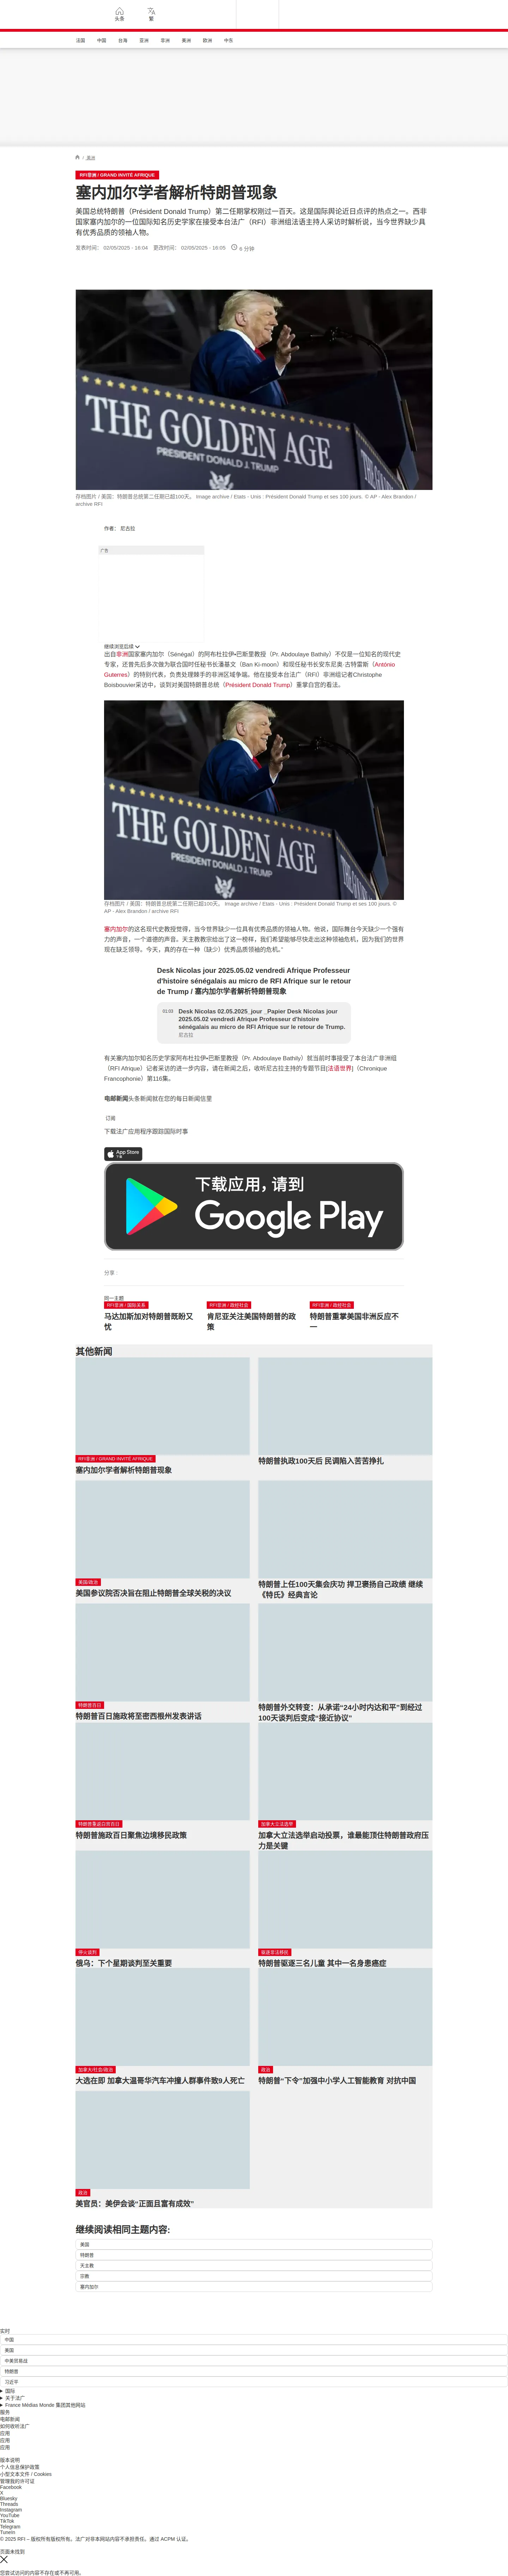 头条
繁
法国
中国
台海
亚洲
非洲
美洲
欧洲
中东
/ 首页
RFI非洲 / GRAND INVITÉ AFRIQUE
塞内加尔学者解析特朗普现象
美国总统特朗普（Président Donald Trump）第二任期掌权刚过一百天。这是国际舆论近日点评的热点之一。西非
国家塞内加尔的一位国际知名历史学家在接受本台法广（RFI）非洲组法语主持人采访时解析说，当今世界缺少具
有优秀品质的领袖人物。
发表时间： 02/05/2025 - 16:04 更改时间： 02/05/2025 - 16:05 6 分钟
THE GOLDEN AGE
PRESIDENT DONALD J. TRUMP
存档图片 / 美国：特朗普总统第二任期已超100天。 Image archive / Etats - Unis : Président Donald Trump et ses 100 jours. © AP - Alex Brandon /
archive RFI
作者： 尼古拉
广告
继续浏览后续
出自非洲国家塞内加尔（Sénégal）的阿布杜拉伊•巴斯里教授（Pr. Abdoulaye Bathily）不仅是一位知名的现代史
专家，还曾先后多次做为联合国时任秘书长潘基文（Ban Ki-moon）和现任秘书长安东尼奥·古特雷斯（António
Guterres）的特别代表，负责处理棘手的非洲区域争端。他在接受本台法广（RFI）非洲组记者Christophe
Boisbouvier采访中，谈到对美国特朗普总统（Président Donald Trump）重掌白宫的看法。
THE GOLDEN AGE
PRESIDENT DONALD J. TRUMP
存档图片 / 美国：特朗普总统第二任期已超100天。 Image archive / Etats - Unis : Président Donald Trump et ses 100 jours. ©
AP - Alex Brandon / archive RFI
塞内加尔的这名现代史教授觉得，当今世界缺少一位具有优秀品质的领袖人物。他说，国际舞台今天缺少一个强有
力的声音，一个道德的声音。天主教宗给出了这一榜样，我们希望能够尽快走出这种领袖危机，因为我们的世界
现在缺乏领导。今天，真的存在一种（缺少）优秀品质领袖的危机。”
Desk Nicolas jour 2025.05.02 vendredi Afrique Professeur
d'histoire sénégalais au micro de RFI Afrique sur le retour
de Trump / 塞内加尔学者解析特朗普现象
01:03
Desk Nicolas 02.05.2025_jour _Papier Desk Nicolas jour
2025.05.02 vendredi Afrique Professeur d'histoire
sénégalais au micro de RFI Afrique sur le retour de Trump.
尼古拉
有关塞内加尔知名历史学家阿布杜拉伊•巴斯里教授（Pr. Abdoulaye Bathily）就当前时事接受了本台法广非洲组
（RFI Afrique）记者采访的进一步内容，请在新闻之后，收听尼古拉主持的专题节目[法语世界]（Chronique
Francophonie）第116集。
电邮新闻头条新闻就在您的每日新闻信里
订阅
下载法广应用程序跟踪国际时事
App Store
下载
下载应用，请到
Google Play
分享 :
同一主题
RFI非洲 / 国际关系
马达加斯加对特朗普既盼又
忧
RFI非洲 / 政经社会
肯尼亚关注美国特朗普的政
策
RFI非洲 / 政经社会
特朗普重掌美国非洲反应不
一
其他新闻
RFI非洲 / GRAND INVITÉ AFRIQUE
塞内加尔学者解析特朗普现象
特朗普执政100天后 民调陷入苦苦挣扎
美国/政治
美国参议院否决旨在阻止特朗普全球关税的决议
特朗普上任100天集会庆功 捍卫褒扬自己政绩 继续
《特氏》经典言论
特朗普百日
特朗普百日施政将至密西根州发表讲话
特朗普外交转变：从承诺“24小时内达和平”到经过
100天谈判后变成“接近协议”
特朗普重返白宫百日
特朗普施政百日聚焦边境移民政策
加拿大立法选举
加拿大立法选举启动投票，谁最能顶住特朗普政府压
力是关键
停火谈判
俄乌：下个星期谈判至关重要
驱逐非法移民
特朗普驱逐三名儿童 其中一名身患癌症
加拿大/社会/政治
大选在即 加拿大温哥华汽车冲撞人群事件致9人死亡
政治
特朗普“下令”加强中小学人工智能教育 对抗中国
政治
美官员：美伊会谈“正面且富有成效”
继续阅读相同主题内容:
美国
特朗普
天主教
宗教
塞内加尔
实时
中国
美国
中美贸易战
特朗普
习近平
国际
关于法广
France Médias Monde 集团其他网站
服务
电邮新闻
如何收听法广
应用
应用
应用
版本说明
个人信息保护政策
小型文本文件 / Cookies
管理我的许可证
Facebook
X
Bluesky
Threads
Instagram
YouTube
TikTok
Telegram
TuneIn
© 2025 RFI – 版权所有版权所有。法广对非本网站内容不承担责任。通过 ACPM 认证。
页面未找到
您尝试访问的内容不存在或不再可用。